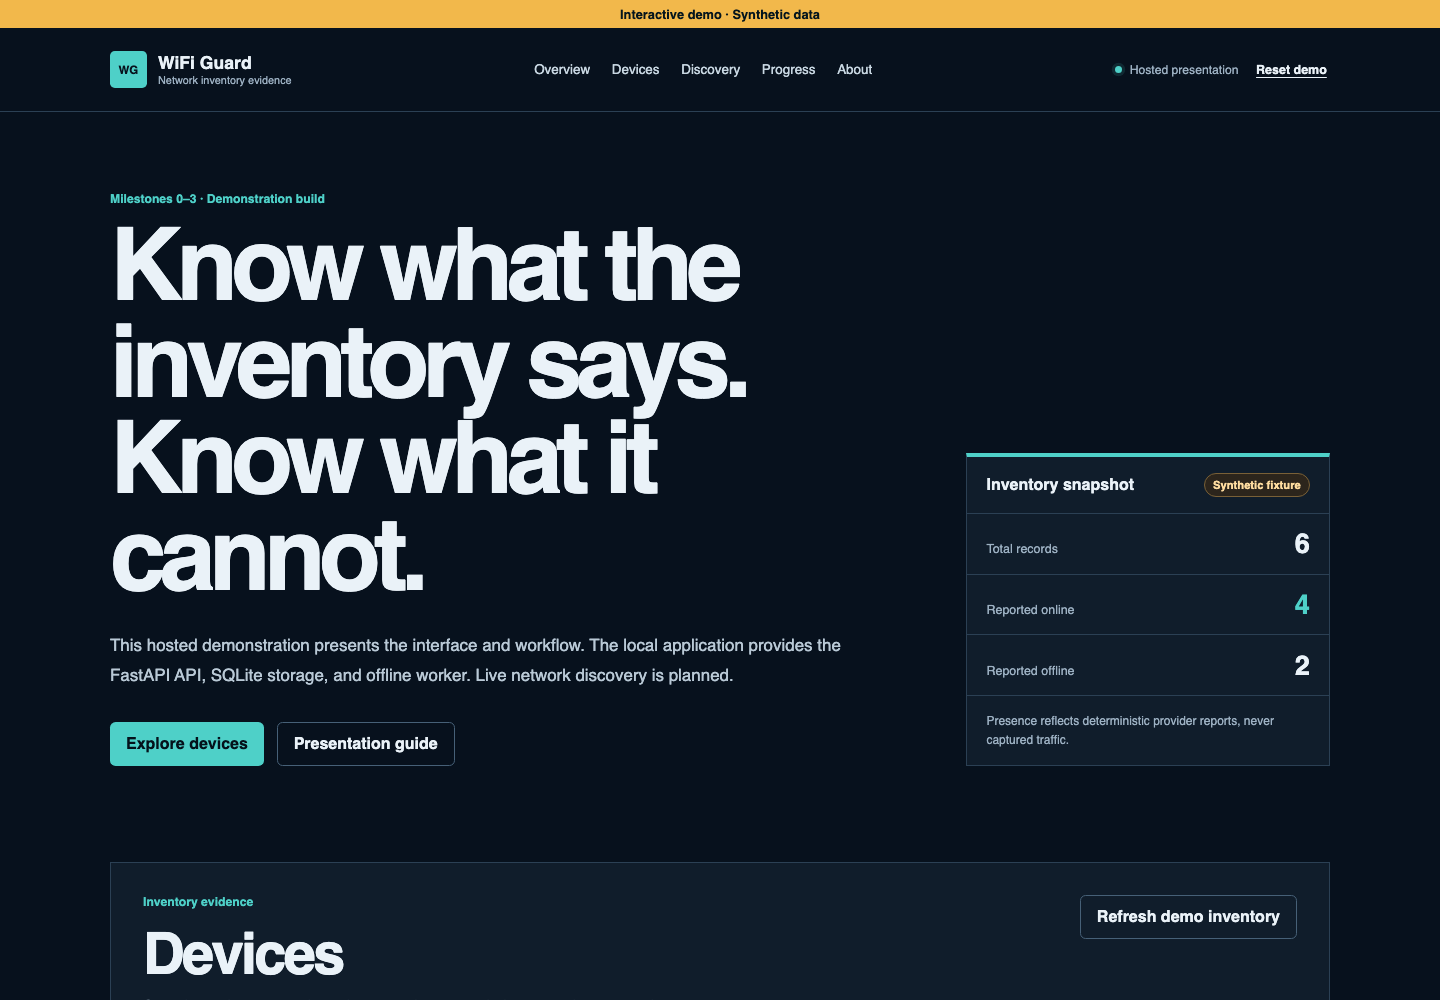 Interactive demo · Synthetic data
WG
WiFi Guard
Network inventory evidence
Overview
Devices
Discovery
Progress
About
Hosted presentation
Reset demo
Milestones 0–3 · Demonstration build
Know what the
inventory says.
Know what it
cannot.
This hosted demonstration presents the interface and workflow. The local application provides the
FastAPI API, SQLite storage, and offline worker. Live network discovery is planned.
Explore devices
Presentation guide
Inventory snapshot
Synthetic fixture
Total records
6
Reported online
4
Reported offline
2
Presence reflects deterministic provider reports, never
captured traffic.
Inventory evidence
Devices
Refresh demo inventory